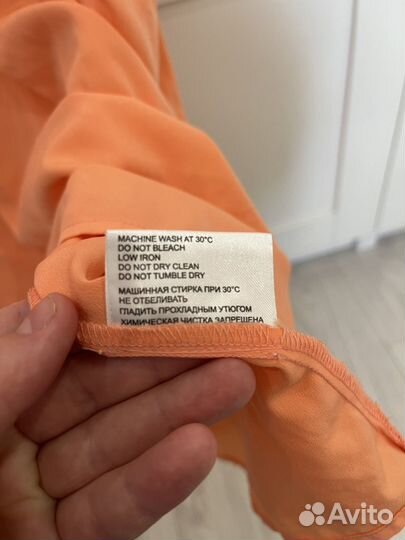 MACHINE WASH AT 30°C
DO NOT BLEACH
LOW IRON
DO NOT DRY CLEAN
DO NOT TUMBLE DRY
МАШИННАЯ СТИРКА ПРИ 30°C
НЕ ОТБЕЛИВАТЬ
ГЛАДИТЬ ПРОХЛАДНЫМ УТЮГОМ
ХИМИЧЕСКАЯ ЧИСТКА ЗАПРЕЩЕНА
Avito